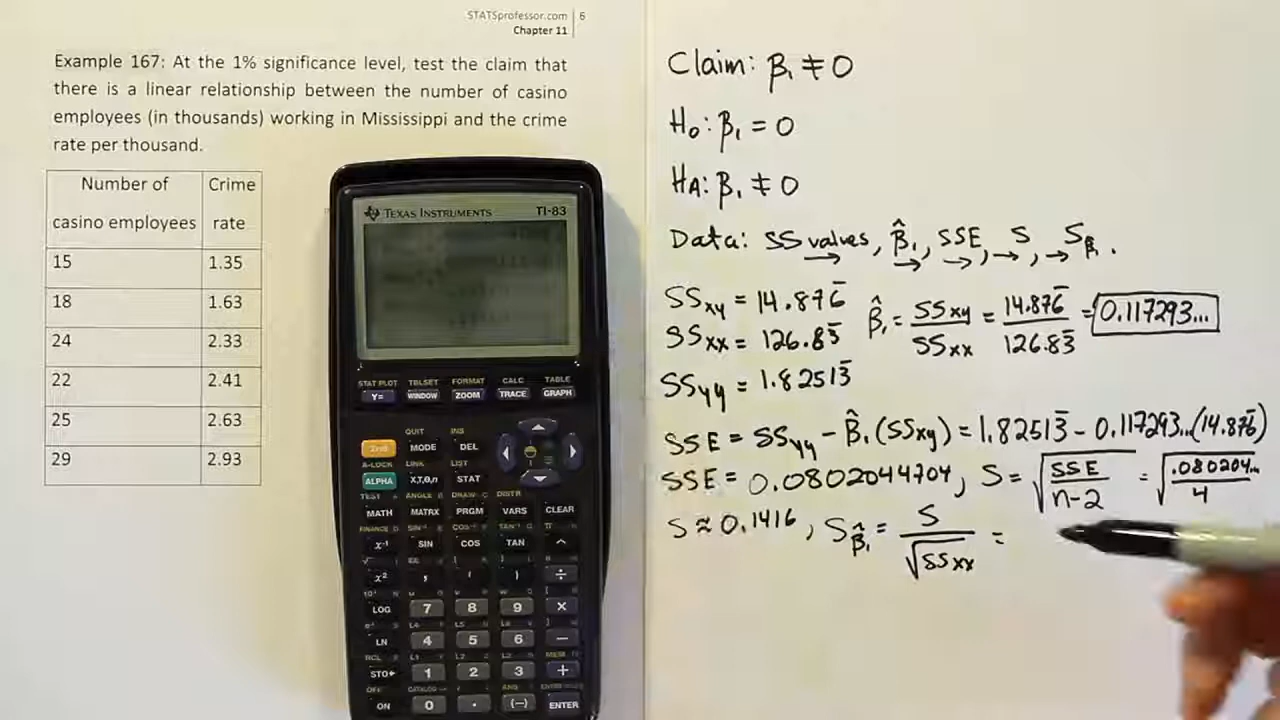 STATSprofessor.com 6
Chapter 11
Example 167: At the 1% significance level, test the claim that
there is a linear relationship between the number of casino
employees (in thousands) working in Mississippi and the crime
rate per thousand.
Number of casino employees Crime rate
15 1.35
18 1.63
24 2.33
22 2.41
25 2.63
29 2.93
Claim: β₁ ≠ 0
H₀: β₁ = 0
HA: β₁ ≠ 0
Data: SS values, β̂₁, SSE, → S, → Sβ̂₁.
SSxy = 14.876̅ β̂₁ = SSxy/SSxx = 14.876̅/126.83̅ = 0.117293...
SSxx = 126.83̅
SSyy = 1.82513̅
SSE = SSyy − β̂₁(SSxy) = 1.82513̅ − 0.117293...(14.876̅)
SSE = 0.0802044704, S = √(SSE/n-2) = √(.080204.../4)
S ≈ 0.1416, Sβ̂₁ = S/√SSxx =
TEXAS INSTRUMENTS TI-83
STAT PLOT TBLSET FORMAT CALC TABLE
Y= WINDOW ZOOM TRACE GRAPH
QUIT INS
2nd MODE DEL
A-LOCK LINK LIST
ALPHA X,T,θ,n STAT
TEST ANGLE DRAW DISTR
MATH MATRX PRGM VARS CLEAR
x⁻¹ SIN COS TAN ^
x² , ( ) ÷
LOG 7 8 9 ×
LN 4 5 6 −
RCL
STO▸ 1 2 3 +
OFF CATALOG ANS
ON 0 . (−) ENTER